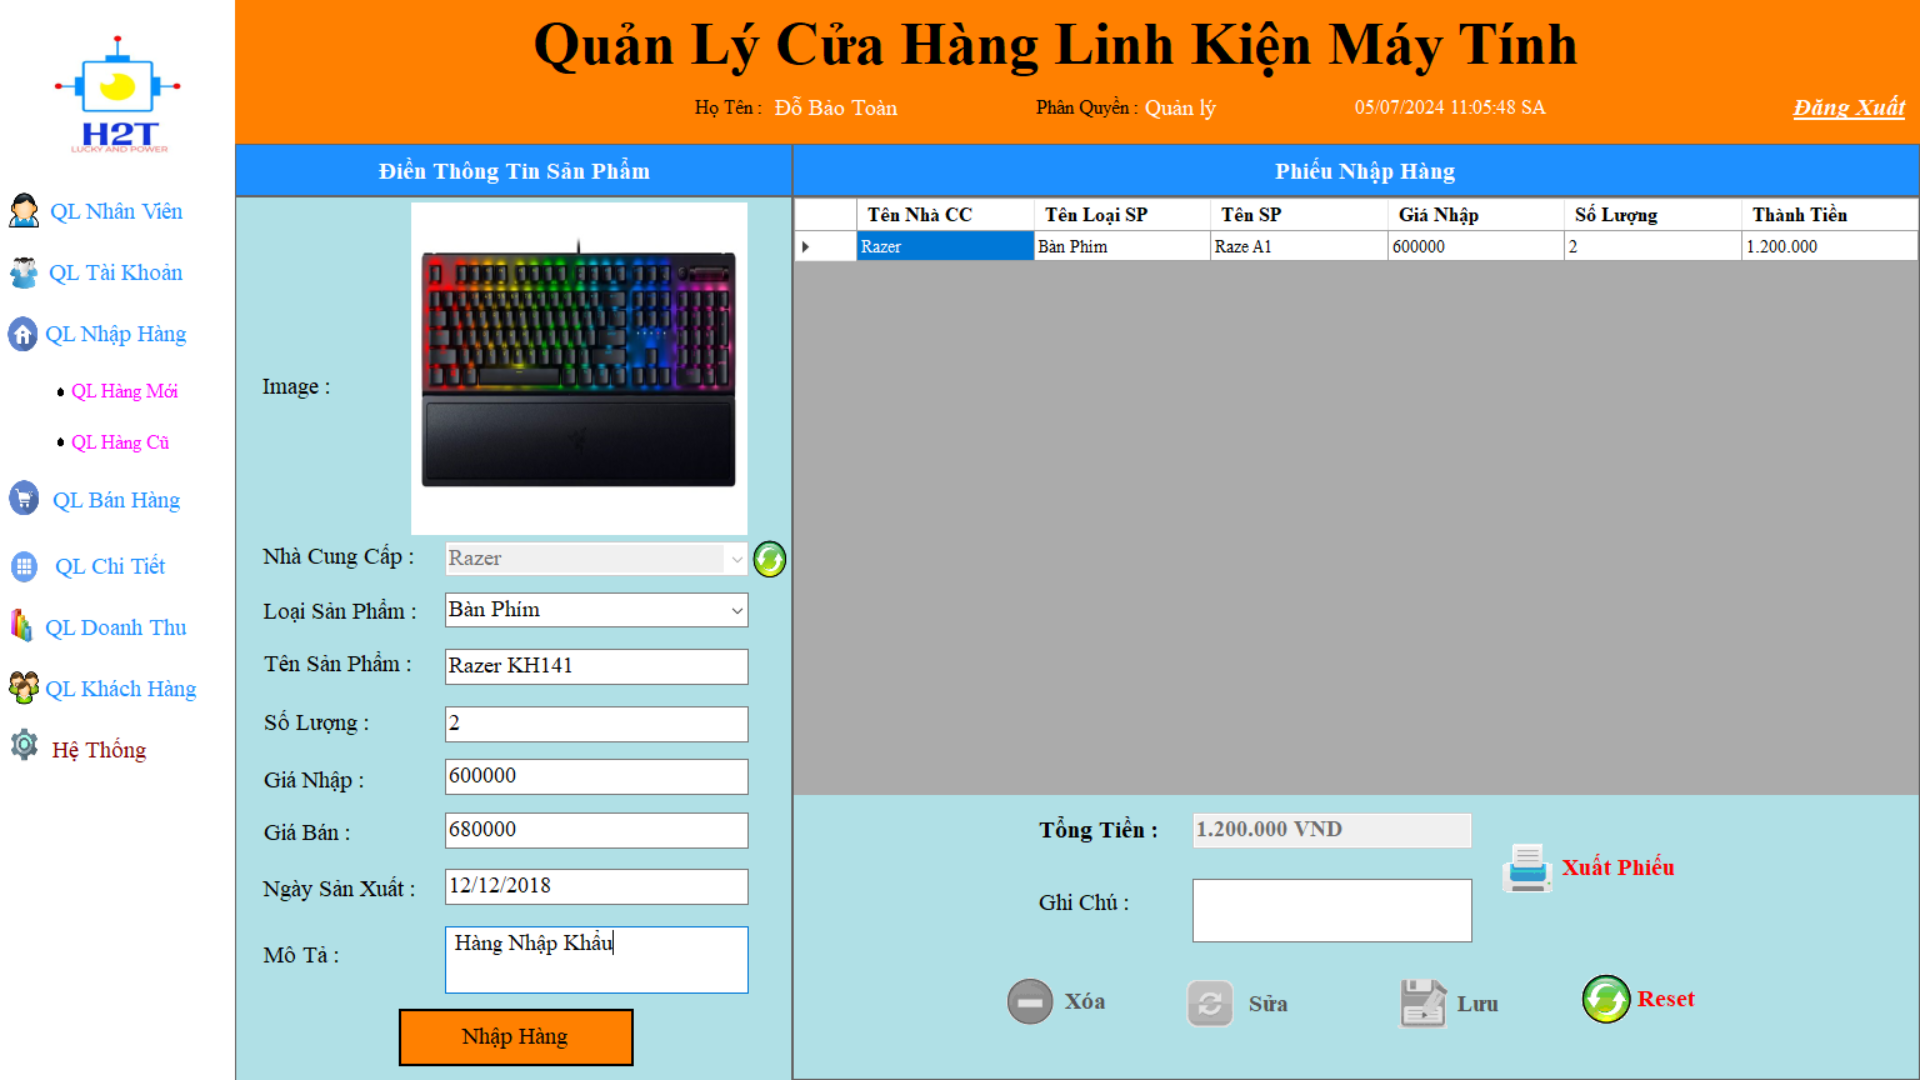 Quản Lý Cửa Hàng Linh Kiện Máy Tính
Họ Tên : Đỗ Bảo Toàn Phân Quyền : Quản lý 05/07/2024 11:05:48 SA Đăng Xuất
H2T
LUCKY AND POWER
QL Nhân Viên
QL Tài Khoản
QL Nhập Hàng
QL Hàng Mới
QL Hàng Cũ
QL Bán Hàng
QL Chi Tiết
QL Doanh Thu
QL Khách Hàng
Hệ Thống
Điền Thông Tin Sản Phẩm
Image :
Nhà Cung Cấp : Razer
Loại Sản Phẩm : Bàn Phím
Tên Sản Phẩm : Razer KH141
Số Lượng : 2
Giá Nhập : 600000
Giá Bán : 680000
Ngày Sản Xuất : 12/12/2018
Mô Tả : Hàng Nhập Khẩu
Nhập Hàng
Phiếu Nhập Hàng
Tên Nhà CC Tên Loại SP Tên SP Giá Nhập Số Lượng Thành Tiền
Razer Bàn Phím Raze A1 600000 2 1.200.000
Tổng Tiền : 1.200.000 VND
Xuất Phiếu
Ghi Chú :
Xóa Sửa Lưu Reset